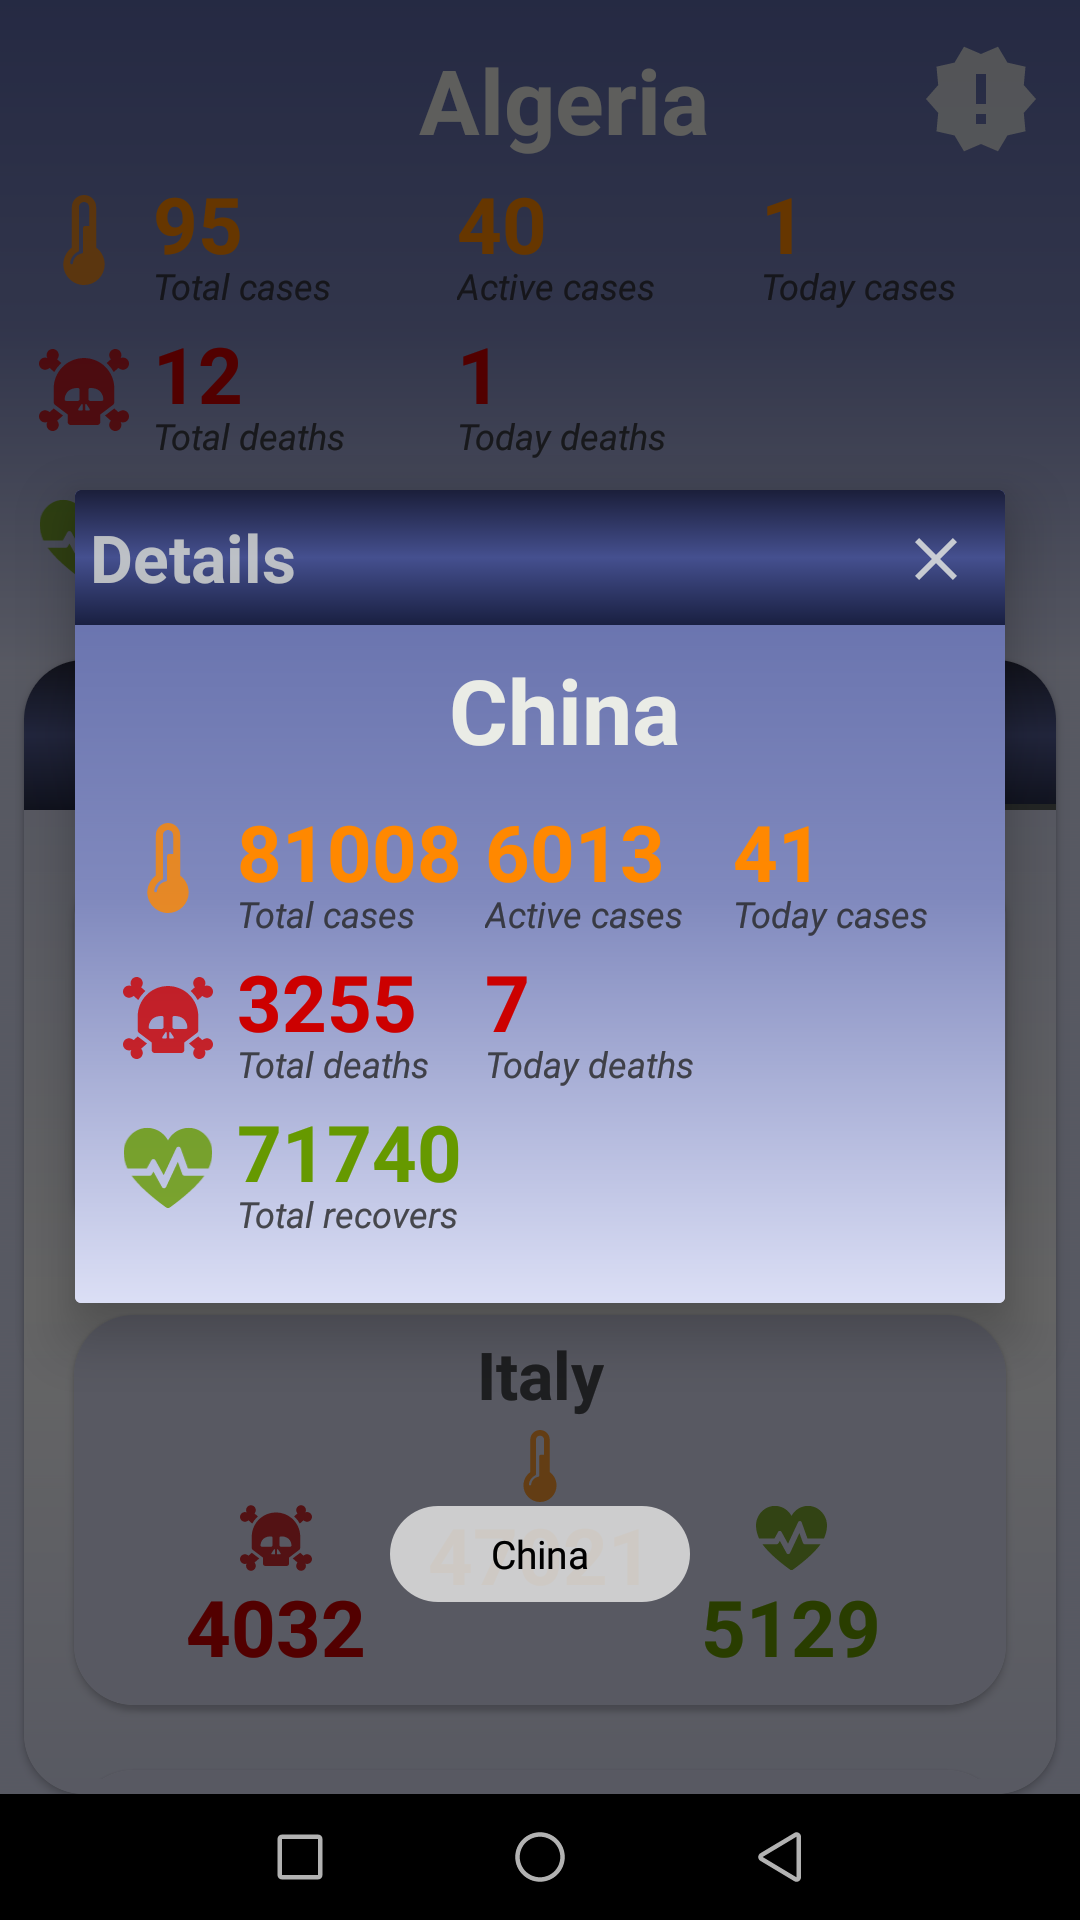 Algeria
95 40 1
Total cases Active cases Today cases
12 1
Total deaths Today deaths
Details
China
81008 6013 41
Total cases Active cases Today cases
3255 7
Total deaths Today deaths
71740
Total recovers
Italy
China
4032 5129